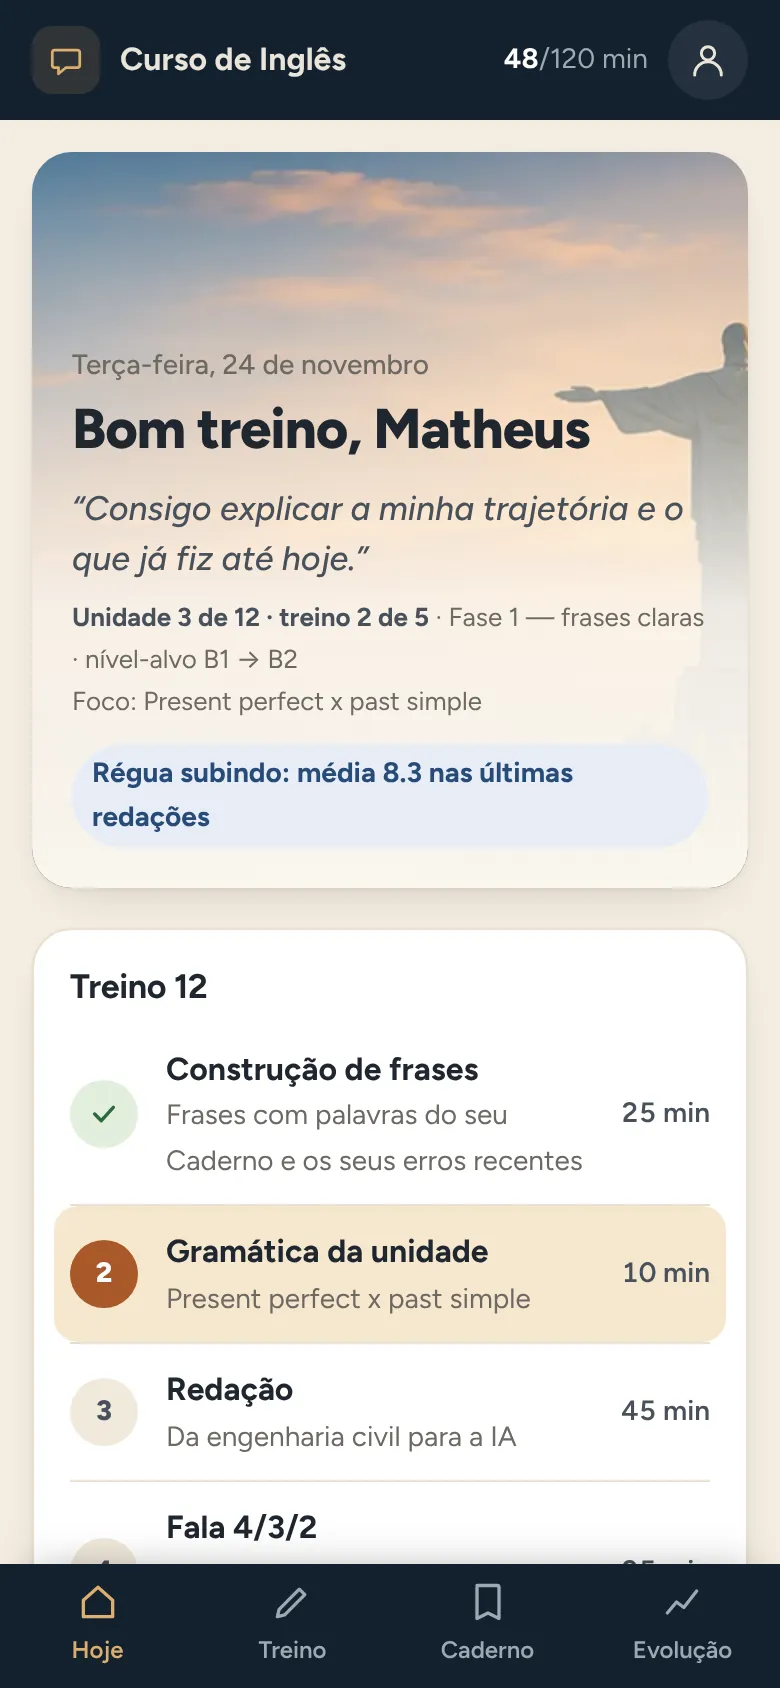 Curso de Inglês
48/120 min
Terça-feira, 24 de novembro
Bom treino, Matheus
“Consigo explicar a minha trajetória e o
que já fiz até hoje.”
Unidade 3 de 12 · treino 2 de 5 · Fase 1 — frases claras
· nível-alvo B1 → B2
Foco: Present perfect x past simple
Régua subindo: média 8.3 nas últimas
redações
Treino 12
Construção de frases
Frases com palavras do seu
Caderno e os seus erros recentes
25 min
2
Gramática da unidade
Present perfect x past simple
10 min
3
Redação
Da engenharia civil para a IA
45 min
Fala 4/3/2
Hoje
Treino
Caderno
Evolução